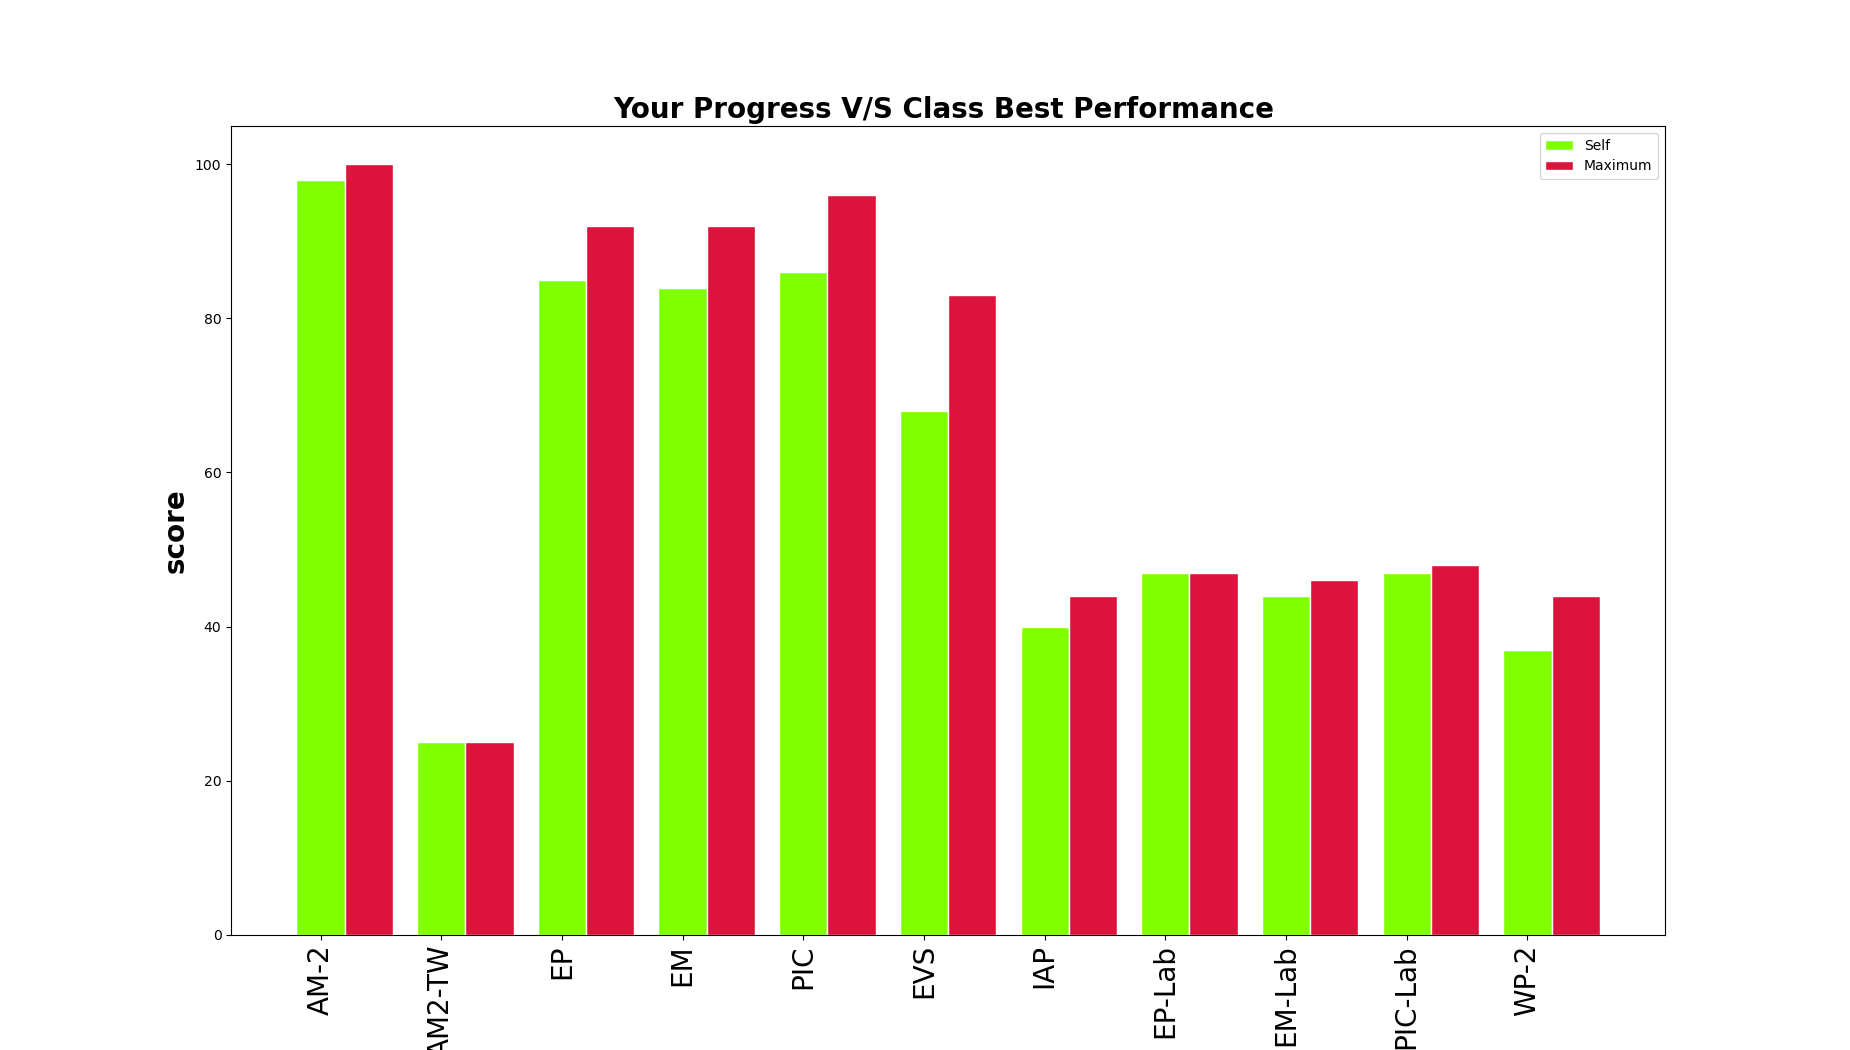 Your Progress V/S Class Best Performance
Self
Maximum
score
100
80
60
40
20
0
AM-2
AM2-TW
EP
EM
PIC
EVS
IAP
EP-Lab
EM-Lab
PIC-Lab
WP-2